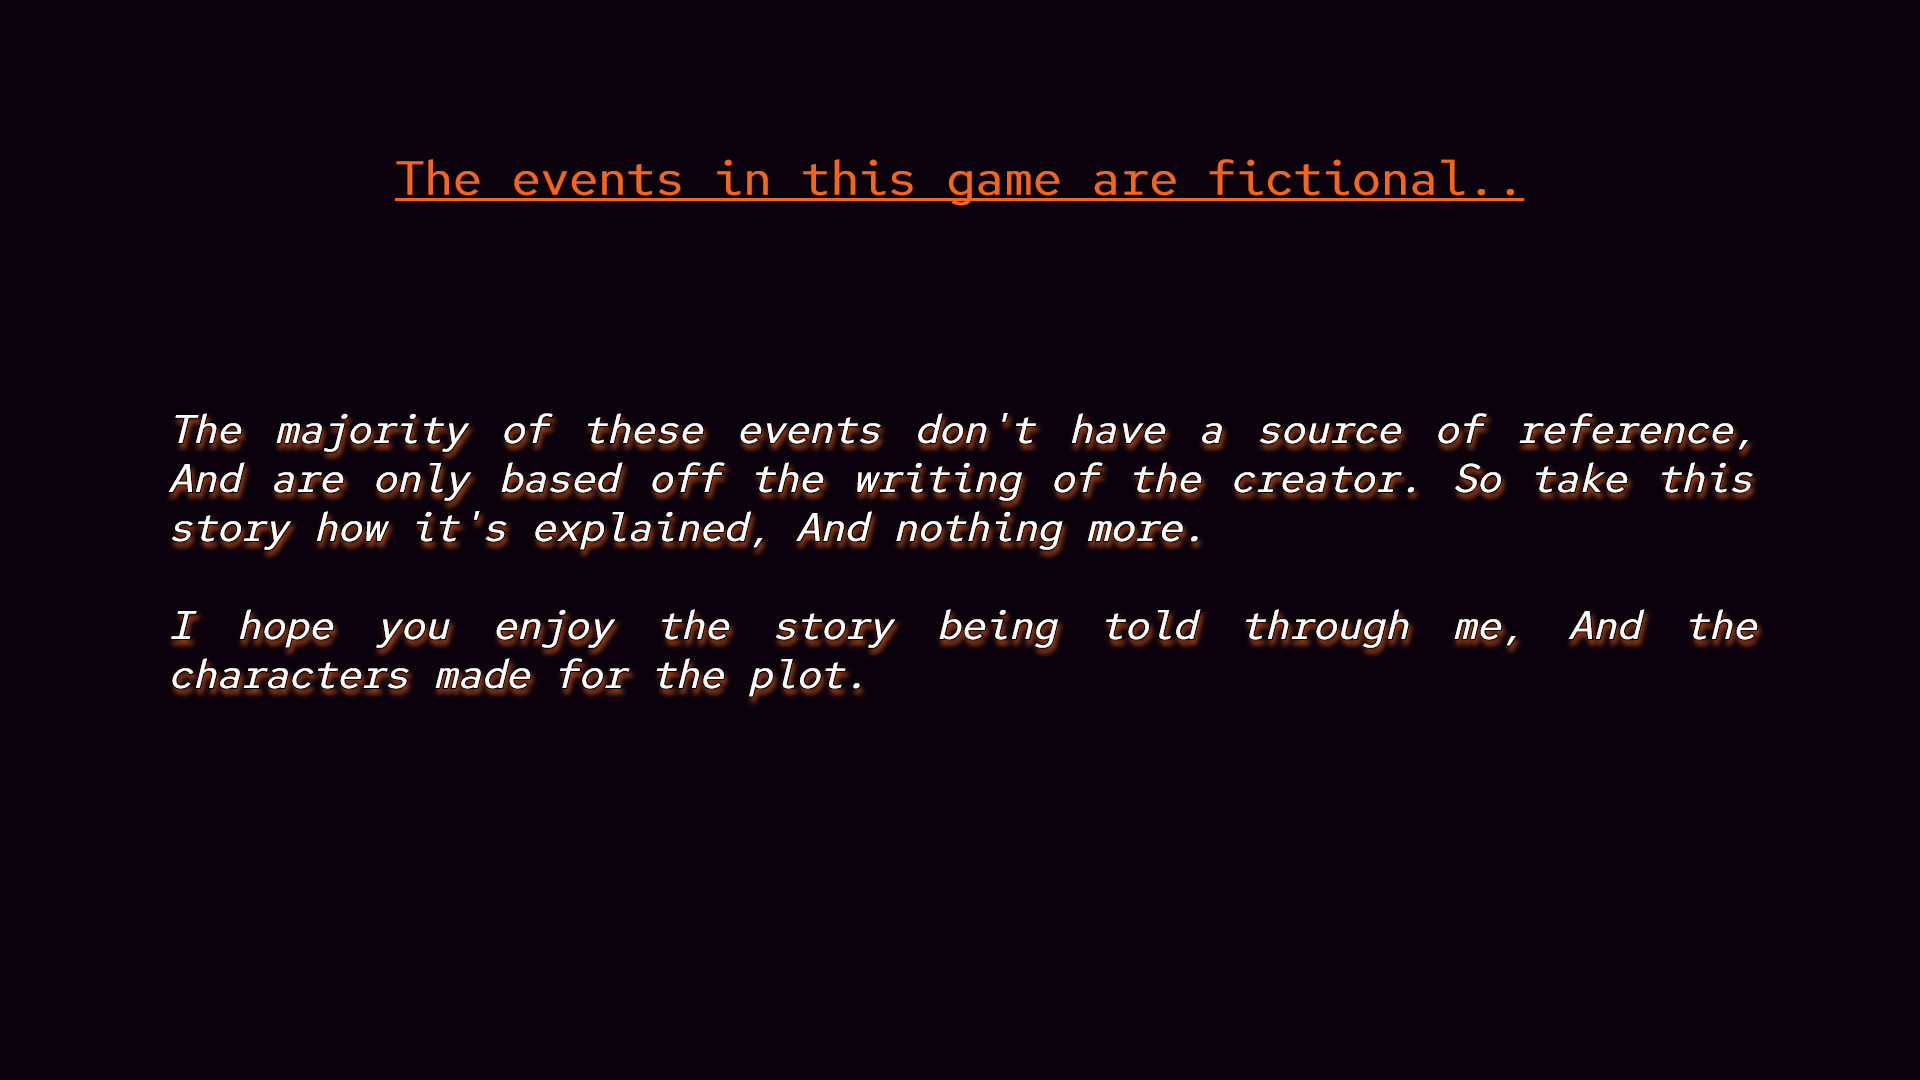 The events in this game are fictional..
The majority of these events don't have a source of reference,
And are only based off the writing of the creator. So take this
story how it's explained, And nothing more.
I hope you enjoy the story being told through me, And the
characters made for the plot.